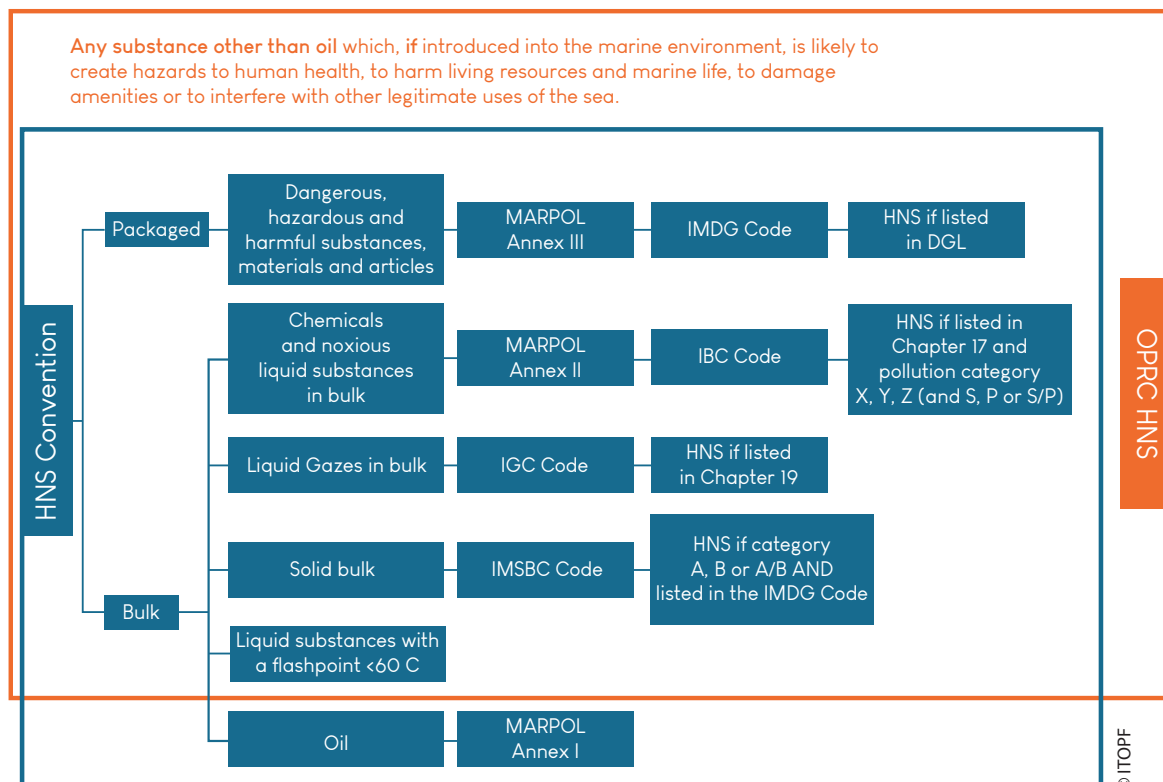 Any substance other than oil which, if introduced into the marine environment, is likely to
create hazards to human health, to harm living resources and marine life, to damage
amenities or to interfere with other legitimate uses of the sea.
HNS Convention
Packaged
Dangerous,
hazardous and
harmful substances,
materials and articles
MARPOL
Annex III
IMDG Code
HNS if listed
in DGL
Chemicals
and noxious
liquid substances
in bulk
MARPOL
Annex II
IBC Code
HNS if listed in
Chapter 17 and
pollution category
X, Y, Z (and S, P or S/P)
Liquid Gazes in bulk
IGC Code
HNS if listed
in Chapter 19
Solid bulk
IMSBC Code
HNS if category
A, B or A/B AND
listed in the IMDG Code
Bulk
Liquid substances with
a flashpoint <60 C
Oil
MARPOL
Annex I
OPRC HNS
© ITOPF